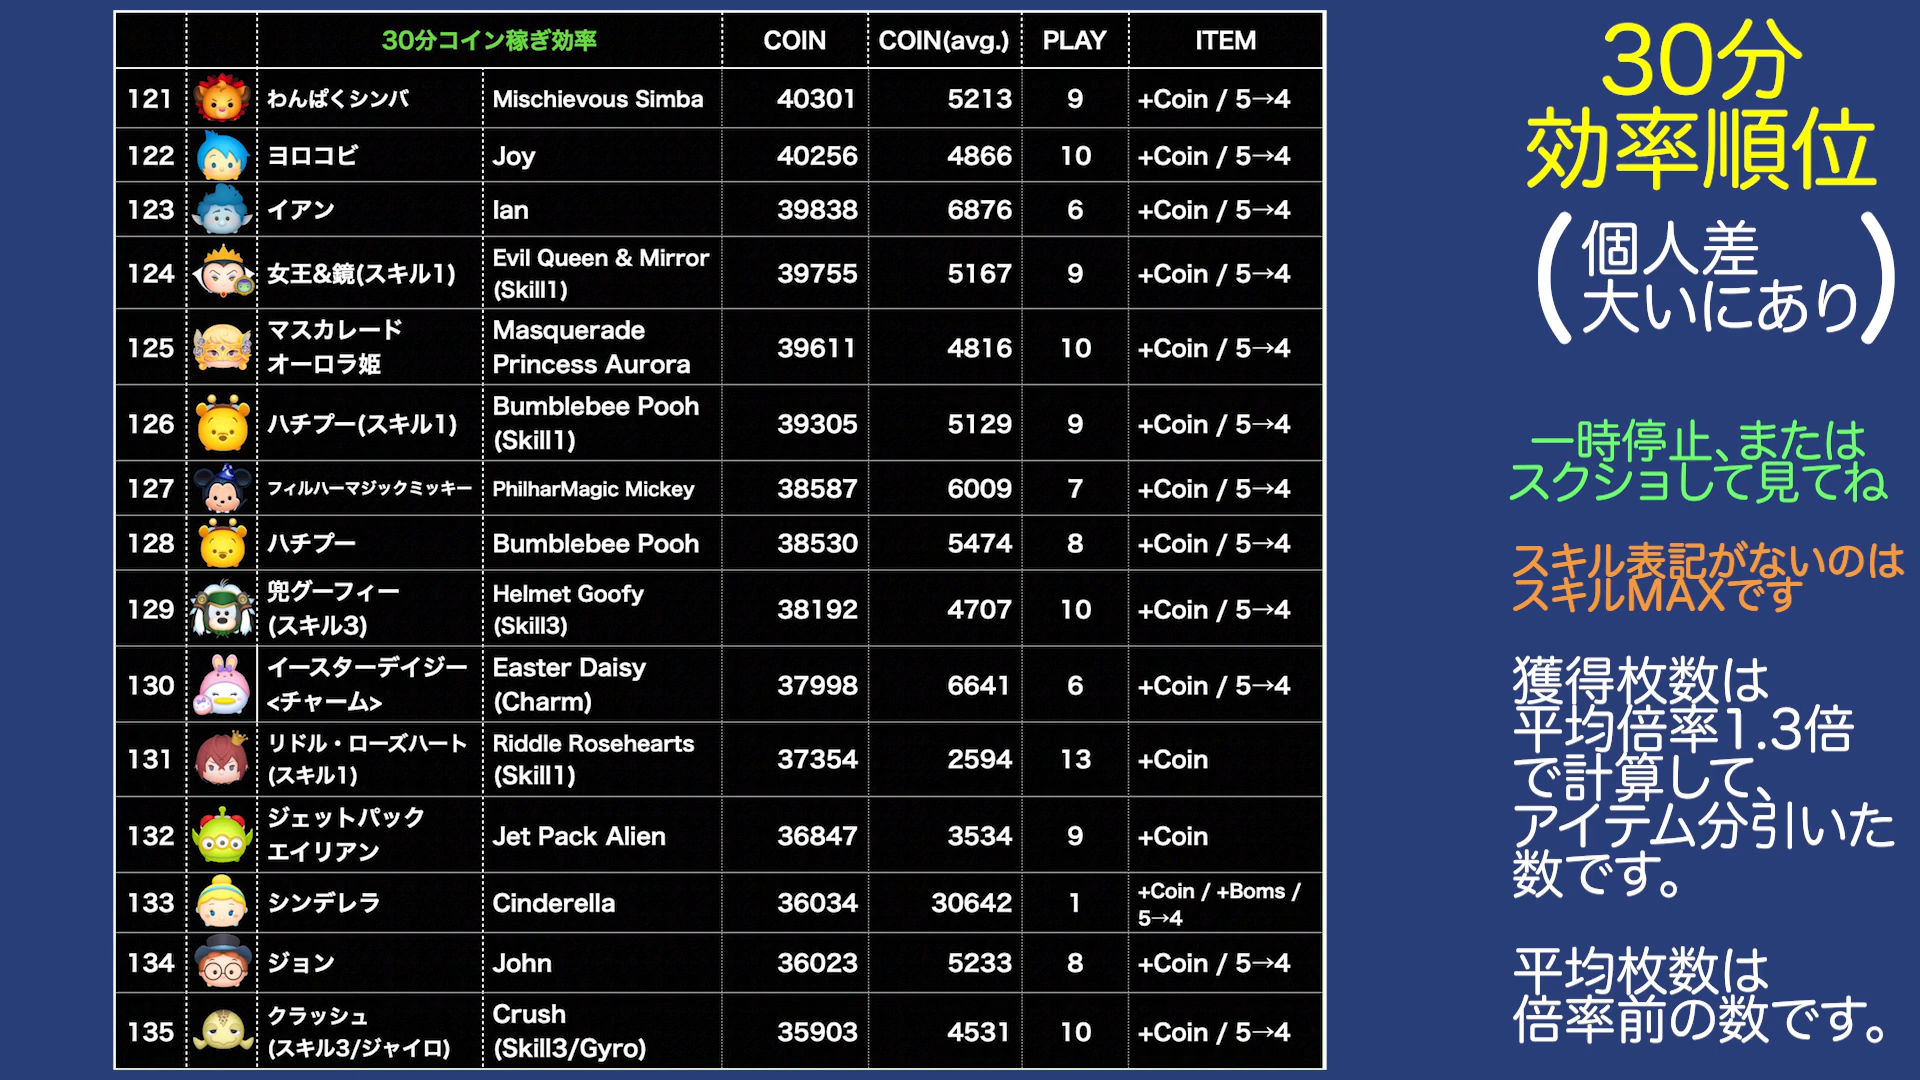 30分コイン稼ぎ効率 COIN COIN(avg.) PLAY ITEM
121 わんぱくシンバ Mischievous Simba 40301 5213 9 +Coin / 5→4
122 ヨロコビ Joy 40256 4866 10 +Coin / 5→4
123 イアン Ian 39838 6876 6 +Coin / 5→4
124 女王&鏡(スキル1) Evil Queen & Mirror (Skill1) 39755 5167 9 +Coin / 5→4
125 マスカレード オーロラ姫 Masquerade Princess Aurora 39611 4816 10 +Coin / 5→4
126 ハチプー(スキル1) Bumblebee Pooh (Skill1) 39305 5129 9 +Coin / 5→4
127 フィルハーマジックミッキー PhilharMagic Mickey 38587 6009 7 +Coin / 5→4
128 ハチプー Bumblebee Pooh 38530 5474 8 +Coin / 5→4
129 兜グーフィー (スキル3) Helmet Goofy (Skill3) 38192 4707 10 +Coin / 5→4
130 イースターデイジー <チャーム> Easter Daisy (Charm) 37998 6641 6 +Coin / 5→4
131 リドル・ローズハート (スキル1) Riddle Rosehearts (Skill1) 37354 2594 13 +Coin
132 ジェットパック エイリアン Jet Pack Alien 36847 3534 9 +Coin
133 シンデレラ Cinderella 36034 30642 1 +Coin / +Boms / 5→4
134 ジョン John 36023 5233 8 +Coin / 5→4
135 クラッシュ (スキル3/ジャイロ) Crush (Skill3/Gyro) 35903 4531 10 +Coin / 5→4
30分
効率順位
(個人差
大いにあり)
一時停止、または
スクショして見てね
スキル表記がないのは
スキルMAXです
獲得枚数は
平均倍率1.3倍
で計算して、
アイテム分引いた
数です。
平均枚数は
倍率前の数です。